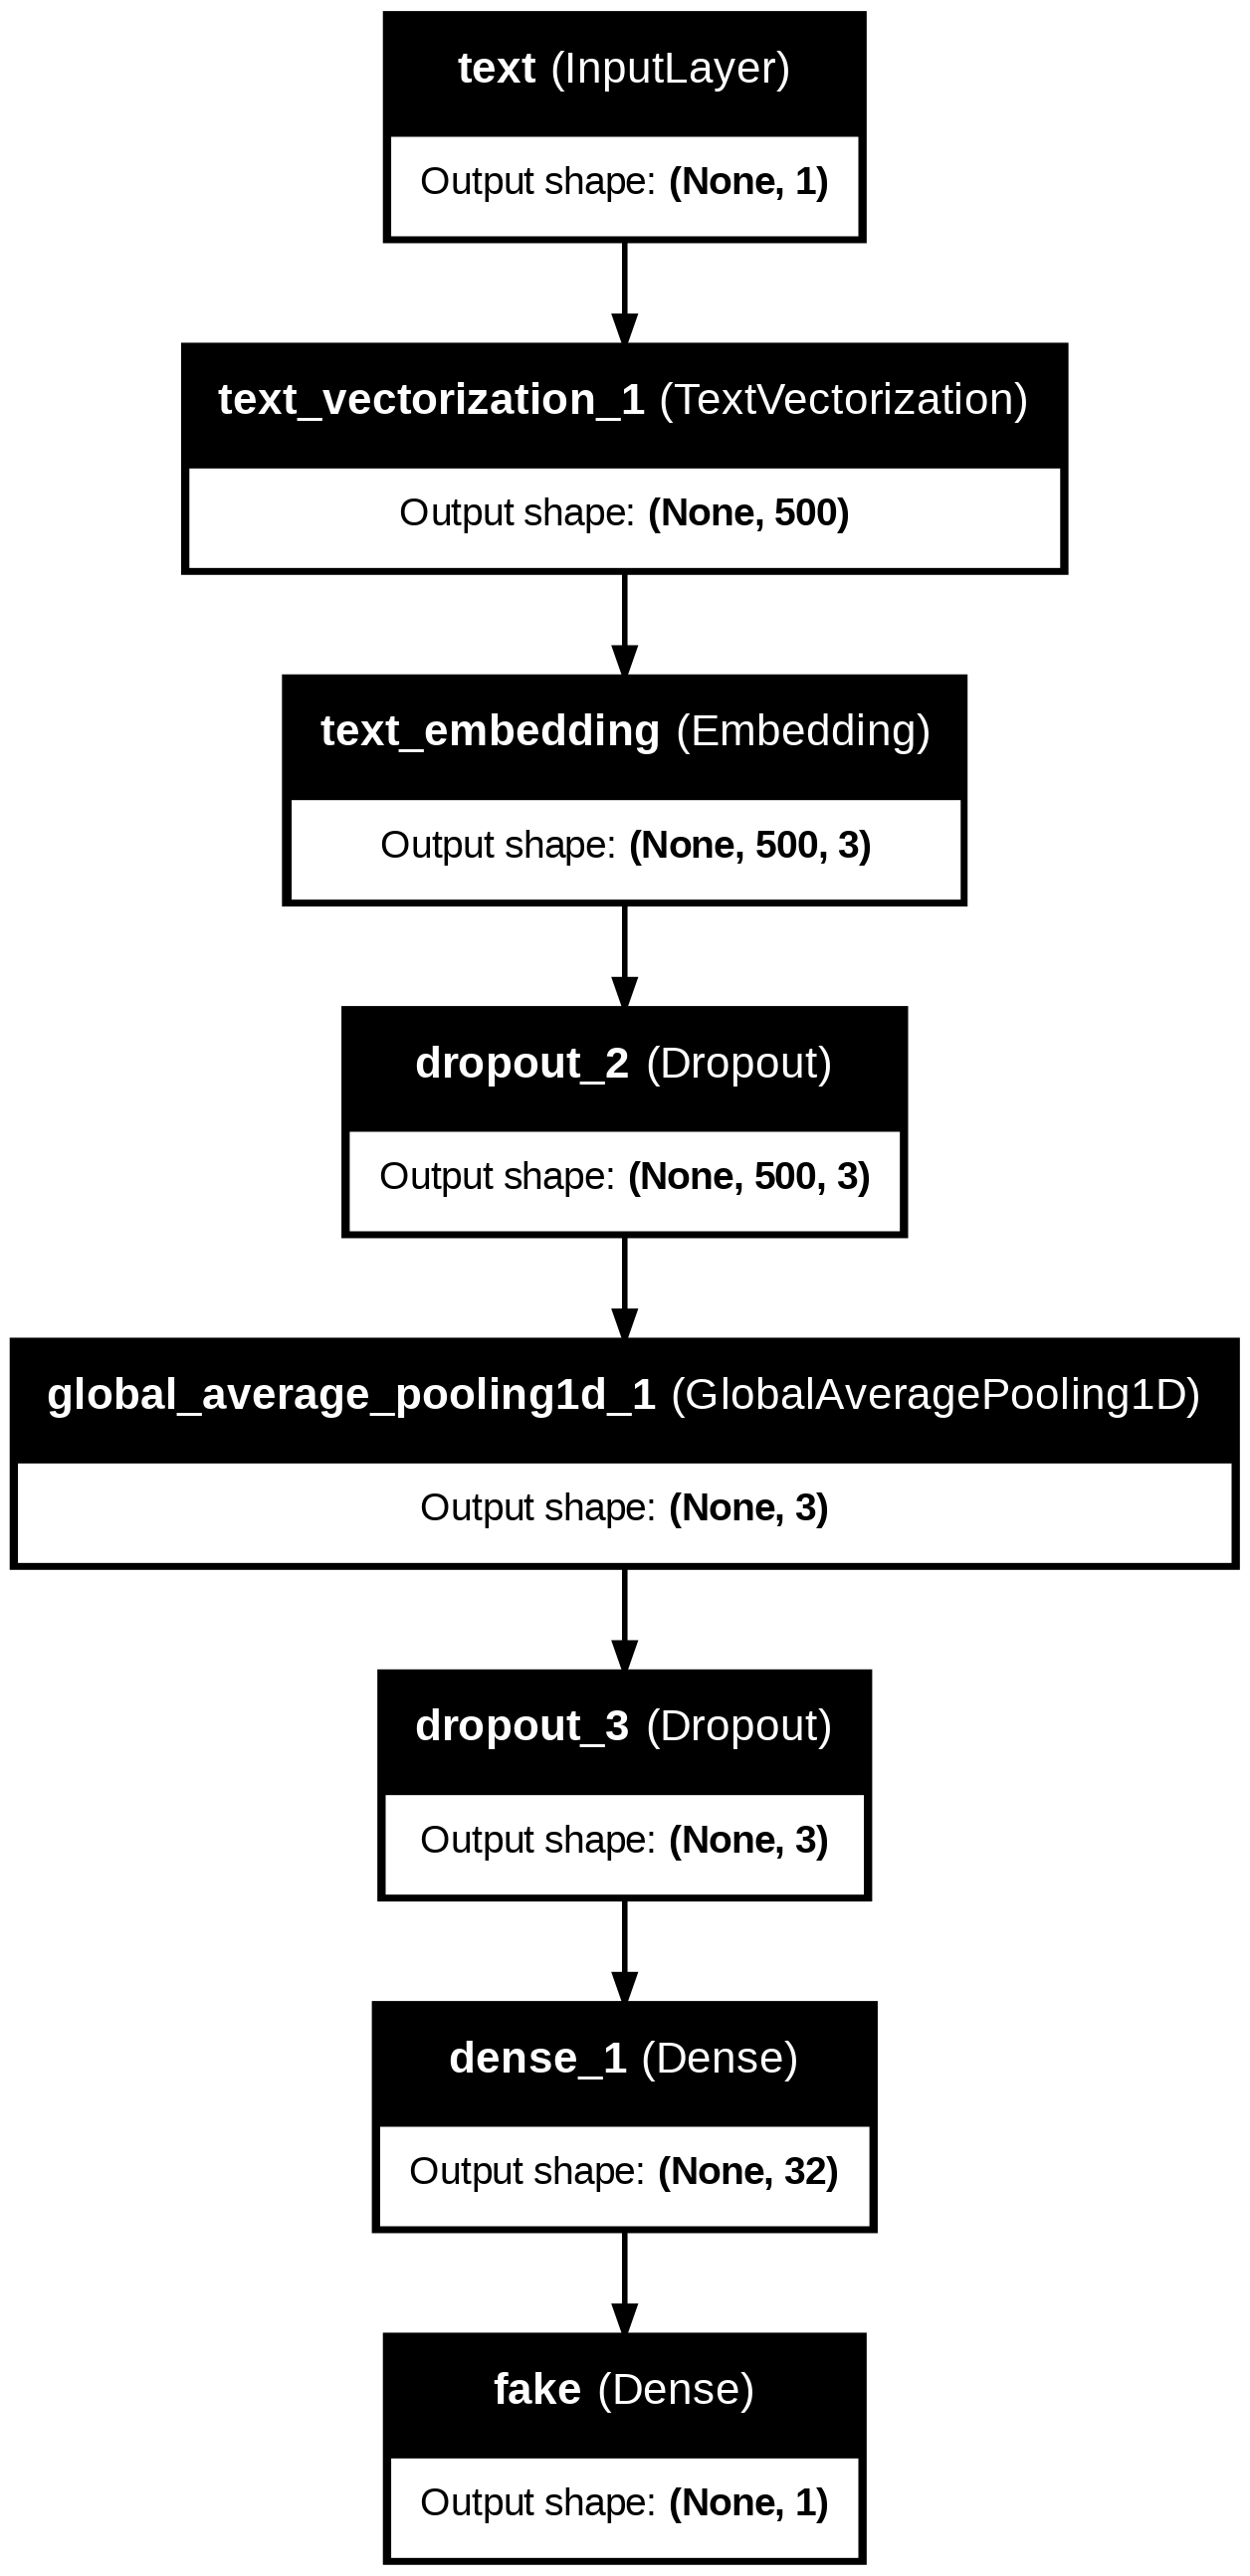 text (InputLayer)
Output shape: (None, 1)
text_vectorization_1 (TextVectorization)
Output shape: (None, 500)
text_embedding (Embedding)
Output shape: (None, 500, 3)
dropout_2 (Dropout)
Output shape: (None, 500, 3)
global_average_pooling1d_1 (GlobalAveragePooling1D)
Output shape: (None, 3)
dropout_3 (Dropout)
Output shape: (None, 3)
dense_1 (Dense)
Output shape: (None, 32)
fake (Dense)
Output shape: (None, 1)